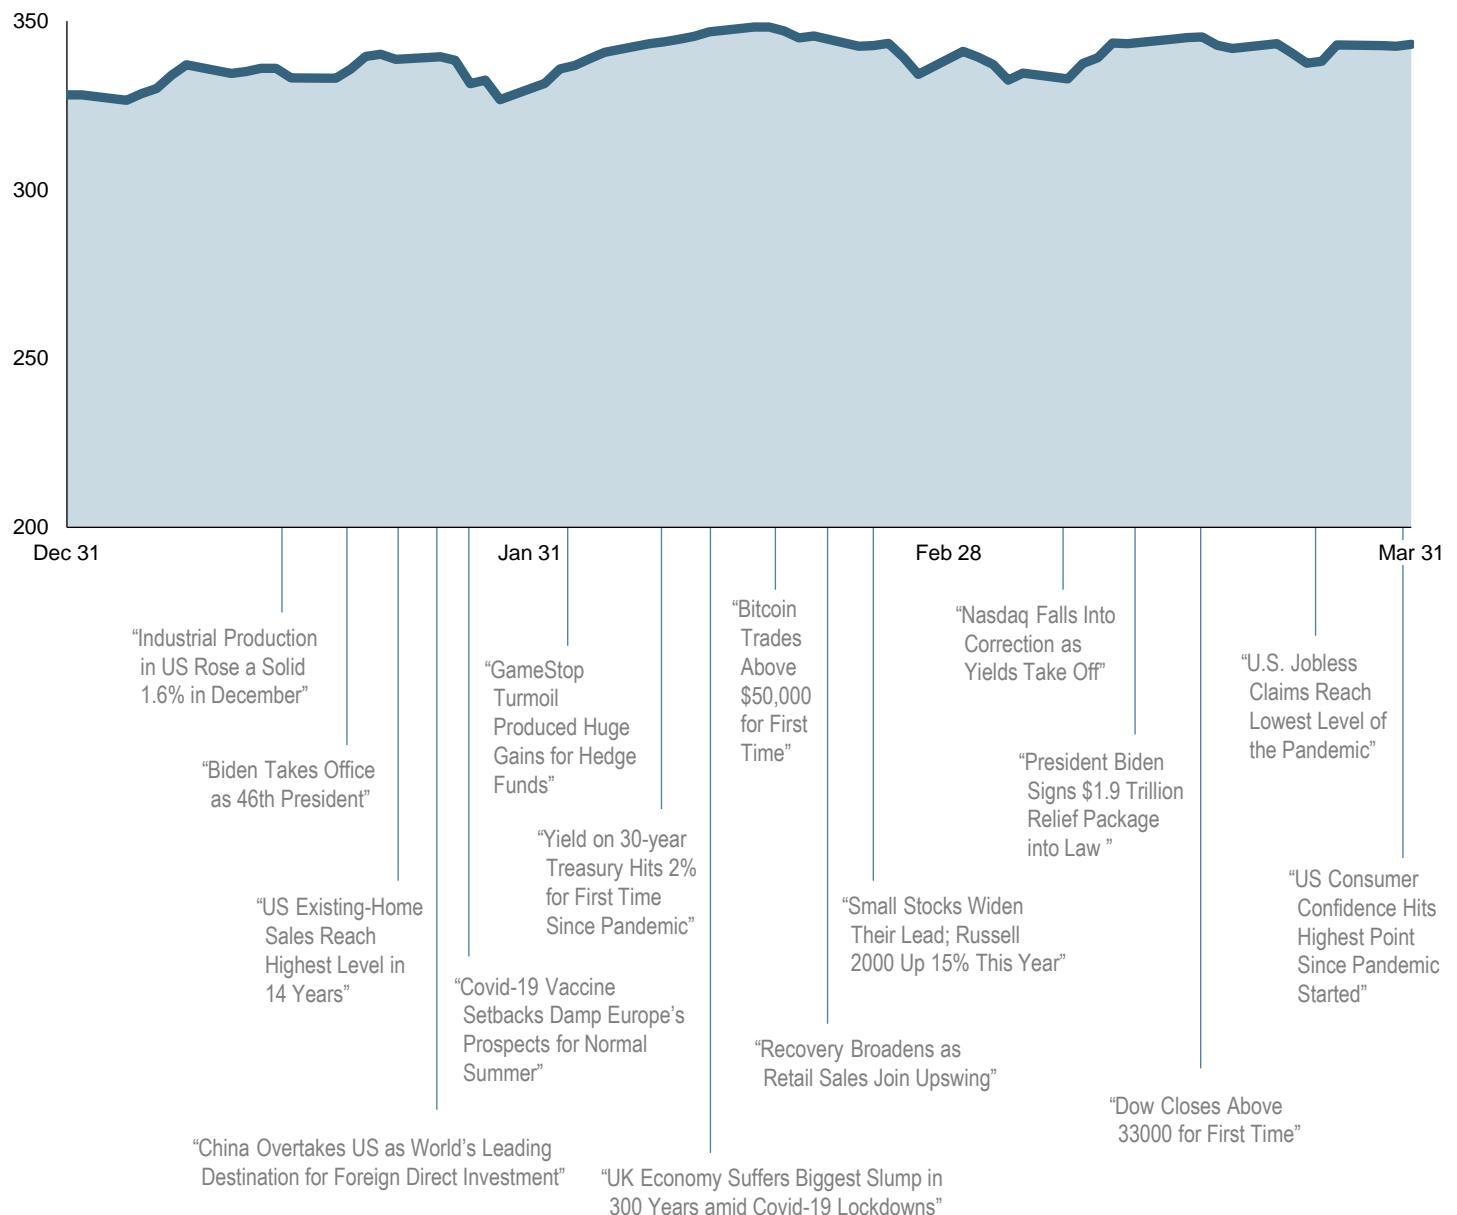 350
300
250
200
Dec 31
Jan 31
Feb 28
Mar 31
“Industrial Production
in US Rose a Solid
1.6% in December”
“Biden Takes Office
as 46th President”
“US Existing-Home
Sales Reach
Highest Level in
14 Years”
“China Overtakes US as World’s Leading
Destination for Foreign Direct Investment”
“Covid-19 Vaccine
Setbacks Damp Europe’s
Prospects for Normal
Summer”
“GameStop
Turmoil
Produced Huge
Gains for Hedge
Funds”
“Yield on 30-year
Treasury Hits 2%
for First Time
Since Pandemic”
“UK Economy Suffers Biggest Slump in
300 Years amid Covid-19 Lockdowns”
“Bitcoin
Trades
Above
$50,000
for First
Time”
“Recovery Broadens as
Retail Sales Join Upswing”
“Small Stocks Widen
Their Lead; Russell
2000 Up 15% This Year”
“Nasdaq Falls Into
Correction as
Yields Take Off”
“President Biden
Signs $1.9 Trillion
Relief Package
into Law ”
“Dow Closes Above
33000 for First Time”
“U.S. Jobless
Claims Reach
Lowest Level of
the Pandemic”
“US Consumer
Confidence Hits
Highest Point
Since Pandemic
Started”